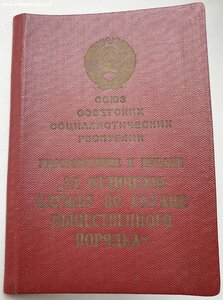 СОЮЗ
СОВЕТСКИХ
СОЦИАЛИСТИЧЕСКИХ
РЕСПУБЛИК
УДОСТОВЕРЕНИЕ К МЕДАЛИ
„ЗА ОТЛИЧНУЮ
СЛУЖБУ ПО ОХРАНЕ
ОБЩЕСТВЕННОГО
ПОРЯДКА“